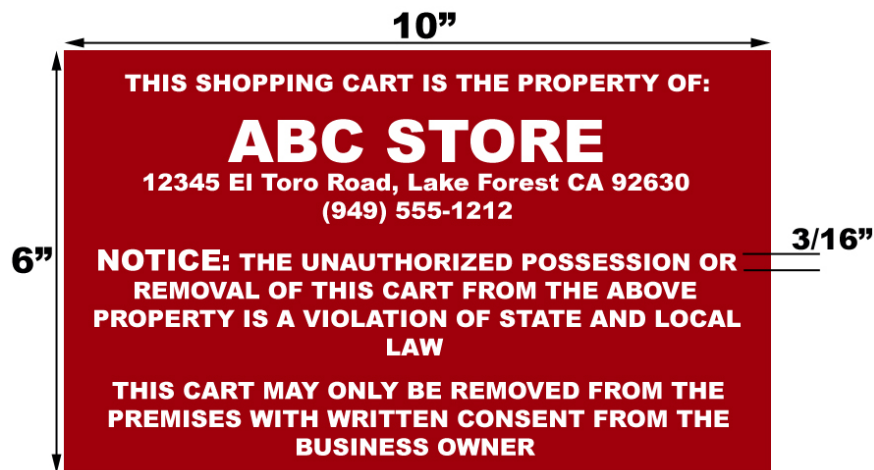 10”
THIS SHOPPING CART IS THE PROPERTY OF:
ABC STORE
12345 El Toro Road, Lake Forest CA 92630
(949) 555-1212
3/16”
6”
NOTICE: THE UNAUTHORIZED POSSESSION OR
REMOVAL OF THIS CART FROM THE ABOVE
PROPERTY IS A VIOLATION OF STATE AND LOCAL
LAW
THIS CART MAY ONLY BE REMOVED FROM THE
PREMISES WITH WRITTEN CONSENT FROM THE
BUSINESS OWNER